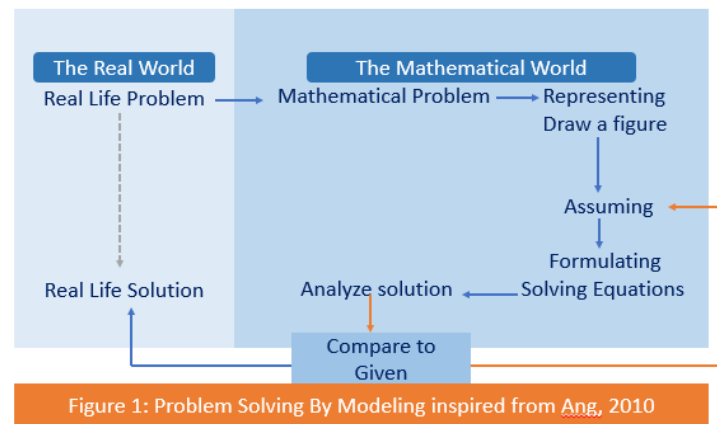 The Real World
The Mathematical World
Real Life Problem
Mathematical Problem
Representing
Draw a figure
Assuming
Formulating
Solving Equations
Analyze solution
Real Life Solution
Compare to
Given
Figure 1: Problem Solving By Modeling inspired from Ang, 2010